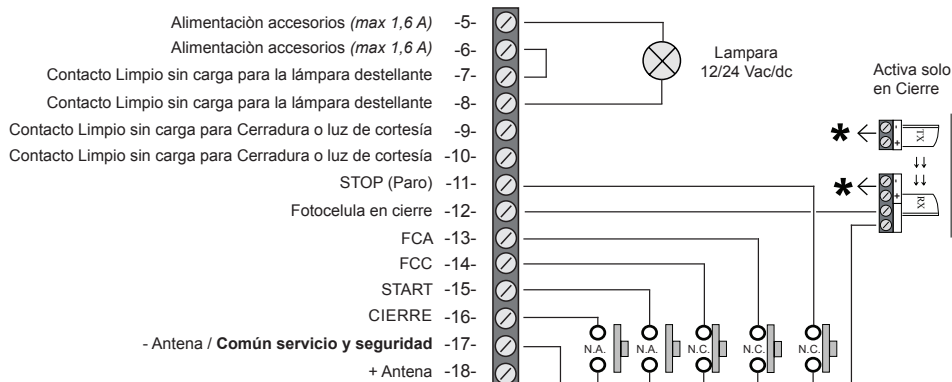 Alimentaciòn accesorios (max 1,6 A) -5-
Alimentaciòn accesorios (max 1,6 A) -6-
Contacto Limpio sin carga para la lámpara destellante -7-
Contacto Limpio sin carga para la lámpara destellante -8-
Contacto Limpio sin carga para Cerradura o luz de cortesía -9-
Contacto Limpio sin carga para Cerradura o luz de cortesía -10-
STOP (Paro) -11-
Fotocelula en cierre -12-
FCA -13-
FCC -14-
START -15-
CIERRE -16-
- Antena / Común servicio y seguridad -17-
+ Antena -18-
Lampara
12/24 Vac/dc
Activa solo
en Cierre
* - + TX
* - + RX
N.A. N.A. N.C. N.C. N.C.